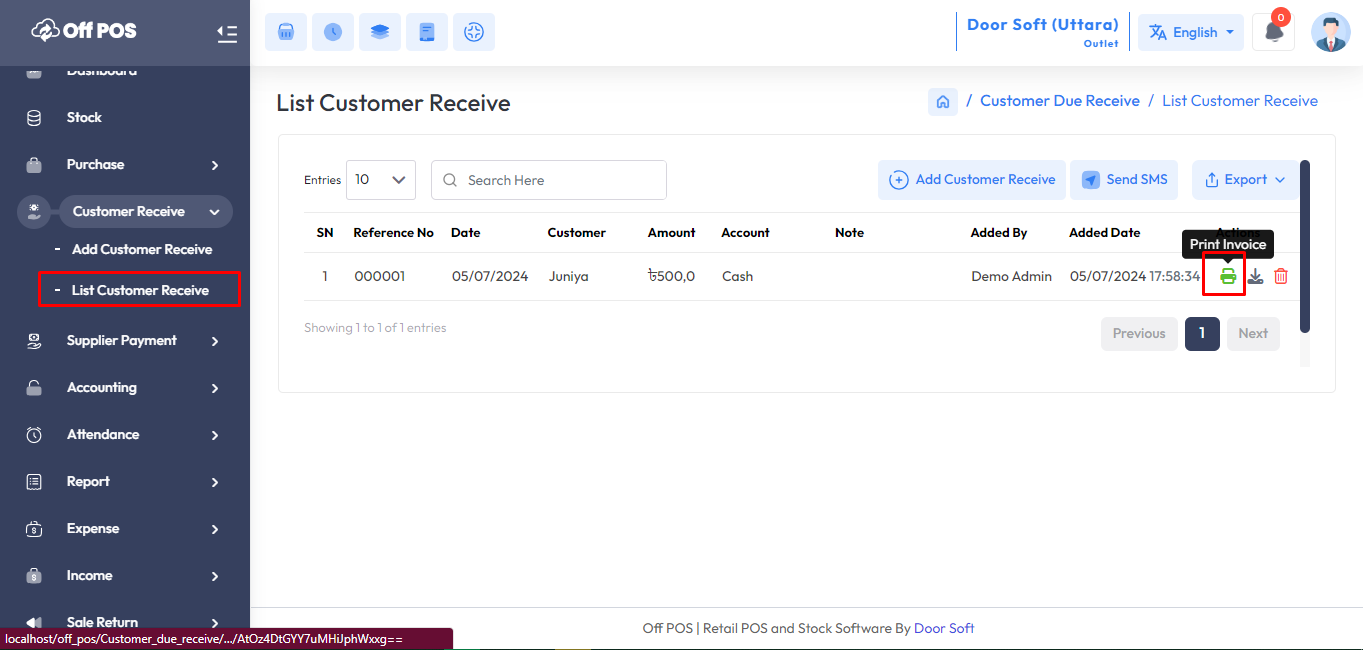 Off POS
Door Soft (Uttara)
Outlet
English
0
Dashboard
Stock
Purchase
Customer Receive
- Add Customer Receive
- List Customer Receive
Supplier Payment
Accounting
Attendance
Report
Expense
Income
Sale Return
List Customer Receive
/ Customer Due Receive / List Customer Receive
Entries 10 Search Here
Add Customer Receive Send SMS Export
SN Reference No Date Customer Amount Account Note Added By Added Date Actions
Print Invoice
1 000001 05/07/2024 Juniya ৳500,0 Cash Demo Admin 05/07/2024 17:58:34
Showing 1 to 1 of 1 entries
Previous 1 Next
Off POS | Retail POS and Stock Software By Door Soft
localhost/off_pos/Customer_due_receive/.../AtOz4DtGYY7uMHiJphWxxg==